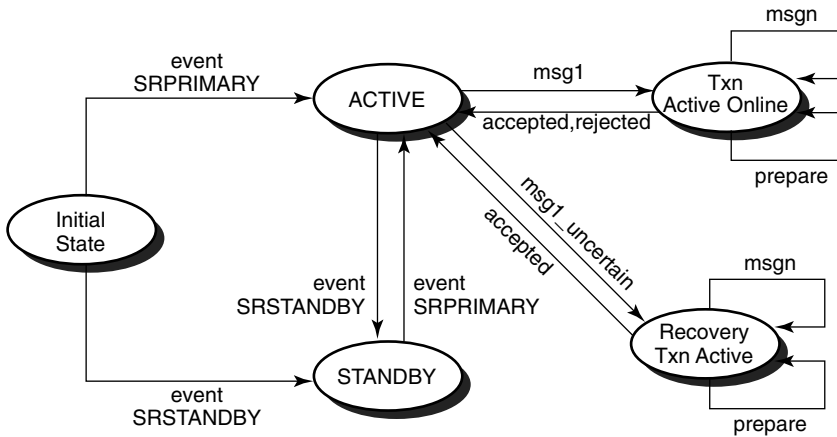 msgn
event
SRPRIMARY
msg1
Txn
Active Online
ACTIVE
accepted,rejected
prepare
Initial
State
msg1_uncertain
accepted
msgn
event
SRSTANDBY
event
SRPRIMARY
Recovery
Txn Active
STANDBY
event
SRSTANDBY
prepare